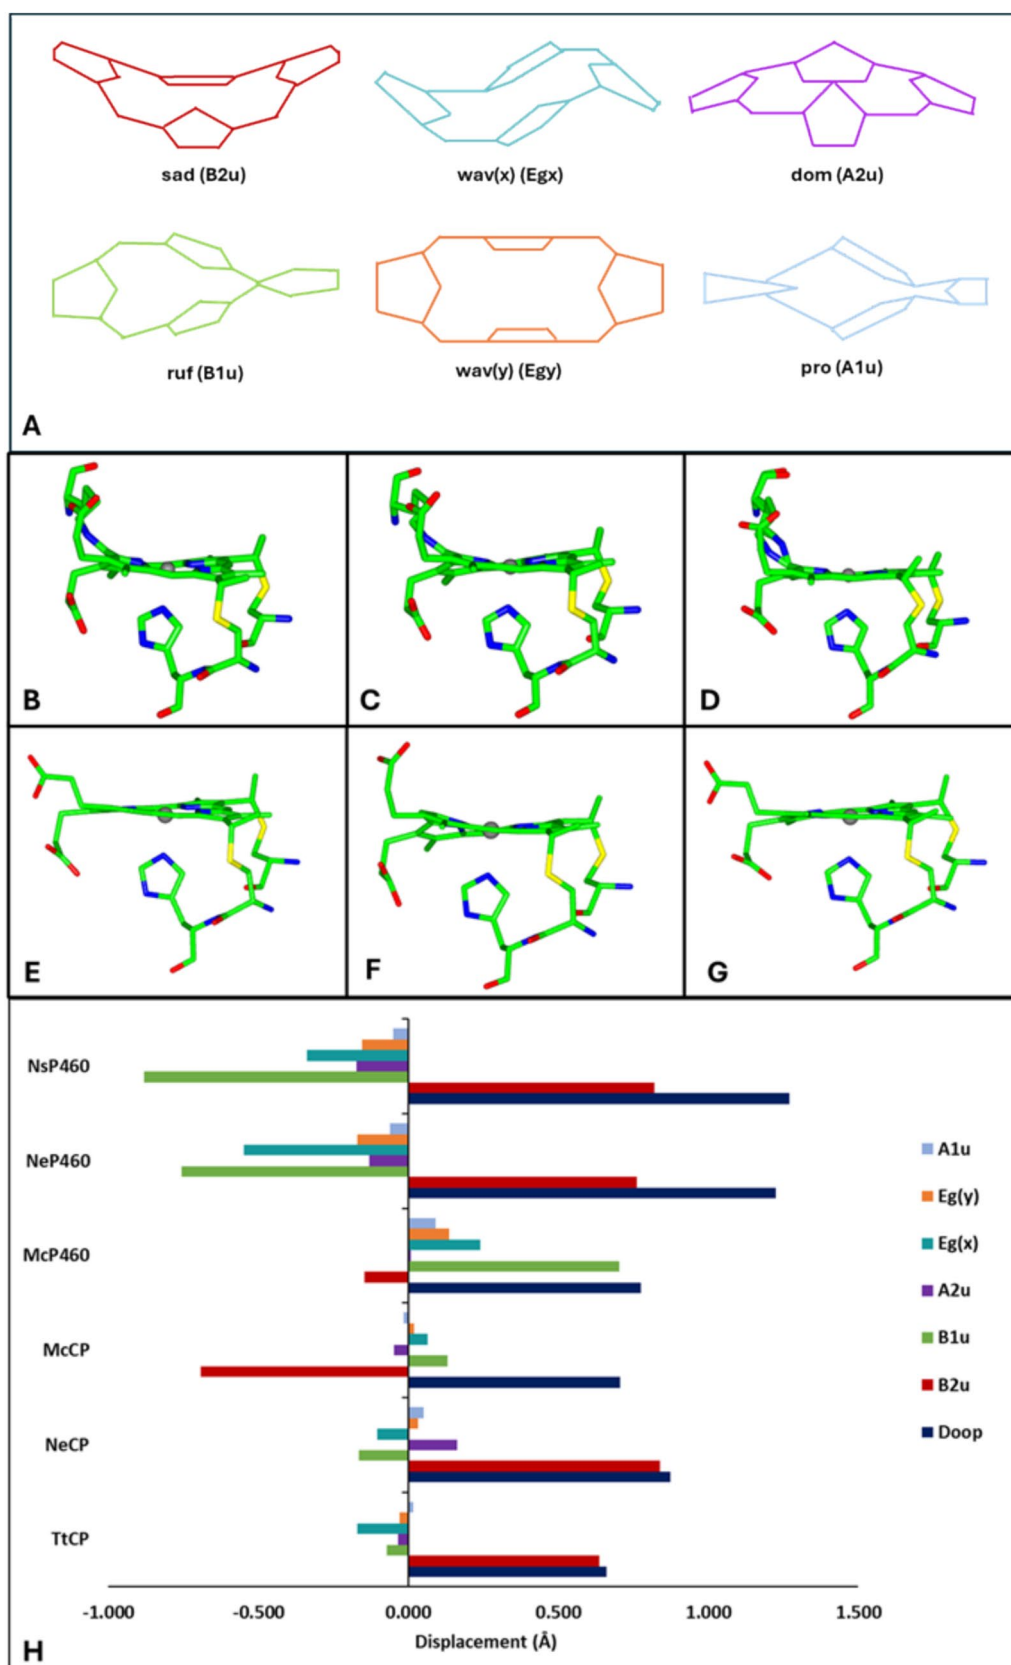 sad (B2u)
wav(x) (Egx)
dom (A2u)
ruf (B1u)
wav(y) (Egy)
pro (A1u)
A
B
C
D
E
F
G
NsP460
NeP460
McP460
McCP
NeCP
TtCP
A1u
Eg(y)
Eg(x)
A2u
B1u
B2u
Doop
-1.000
-0.500
0.000
0.500
1.000
1.500
Displacement (Å)
H